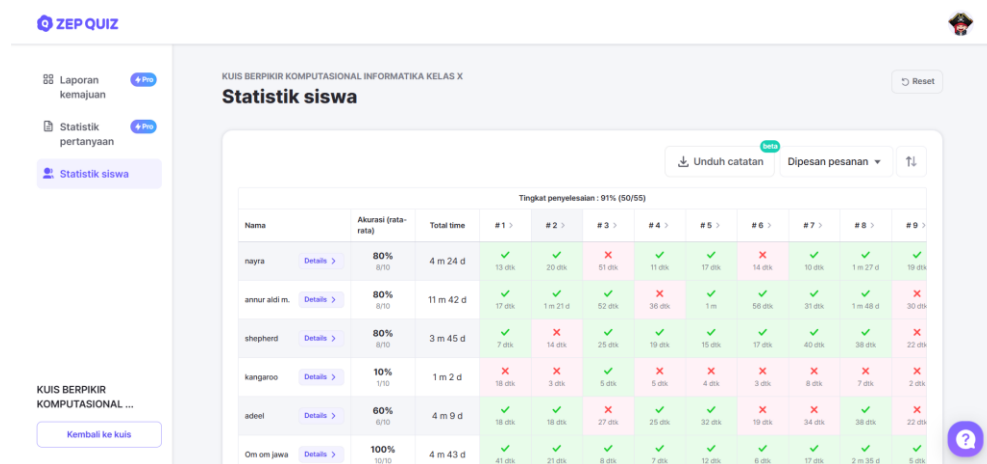 ZEP QUIZ
Laporan kemajuan
Pro
Statistik pertanyaan
Pro
Statistik siswa
KUIS BERPIKIR KOMPUTASIONAL ...
Kembali ke kuis
KUIS BERPIKIR KOMPUTASIONAL INFORMATIKA KELAS X
Statistik siswa
Reset
beta
Unduh catatan
Dipesan pesanan
Tingkat penyelesaian : 91% (50/55)
Nama Akurasi (rata-rata) Total time # 1 # 2 # 3 # 4 # 5 # 6 # 7 # 8 # 9
nayra Details 80% 8/10 4 m 24 d 13 dtk 20 dtk 51 dtk 11 dtk 17 dtk 14 dtk 10 dtk 1 m 27 d 19 dtk
annur aldi m. Details 80% 8/10 11 m 42 d 17 dtk 1 m 21 d 52 dtk 36 dtk 1 m 56 dtk 31 dtk 1 m 48 d 30 dtk
shepherd Details 80% 8/10 3 m 45 d 7 dtk 14 dtk 25 dtk 19 dtk 15 dtk 17 dtk 40 dtk 38 dtk 22 dtk
kangaroo Details 10% 1/10 1 m 2 d 18 dtk 3 dtk 5 dtk 5 dtk 4 dtk 3 dtk 8 dtk 7 dtk 2 dtk
adeel Details 60% 6/10 4 m 9 d 18 dtk 18 dtk 27 dtk 25 dtk 32 dtk 19 dtk 34 dtk 38 dtk 22 dtk
Om om jawa Details 100% 10/10 4 m 43 d 41 dtk 21 dtk 8 dtk 7 dtk 12 dtk 6 dtk 17 dtk 2 m 35 d 5 dtk
?